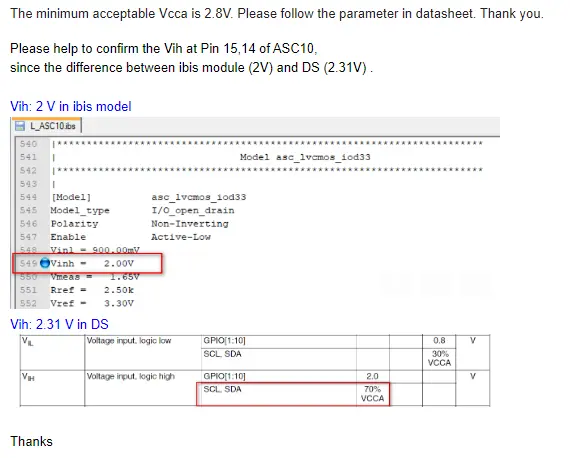 The minimum acceptable Vcca is 2.8V. Please follow the parameter in datasheet. Thank you.
Please help to confirm the Vih at Pin 15,14 of ASC10,
since the difference between ibis module (2V) and DS (2.31V) .
Vih: 2 V in ibis model
L_ASC10.ibs
540 |************************************************************************
541 | Model asc_lvcmos_iod33
542 |************************************************************************
543 |
544 [Model] asc_lvcmos_iod33
545 Model_type I/O_open_drain
546 Polarity Non-Inverting
547 Enable Active-Low
548 Vinl = 900.00mV
549 Vinh = 2.00V
550 Vmeas = 1.65V
551 Rref = 2.50k
552 Vref = 3.30V
Vih: 2.31 V in DS
VIL Voltage input, logic low GPIO[1:10] 0.8 V
SCL, SDA 30% VCCA
VIH Voltage input, logic high GPIO[1:10] 2.0 V
SCL, SDA 70% VCCA
Thanks